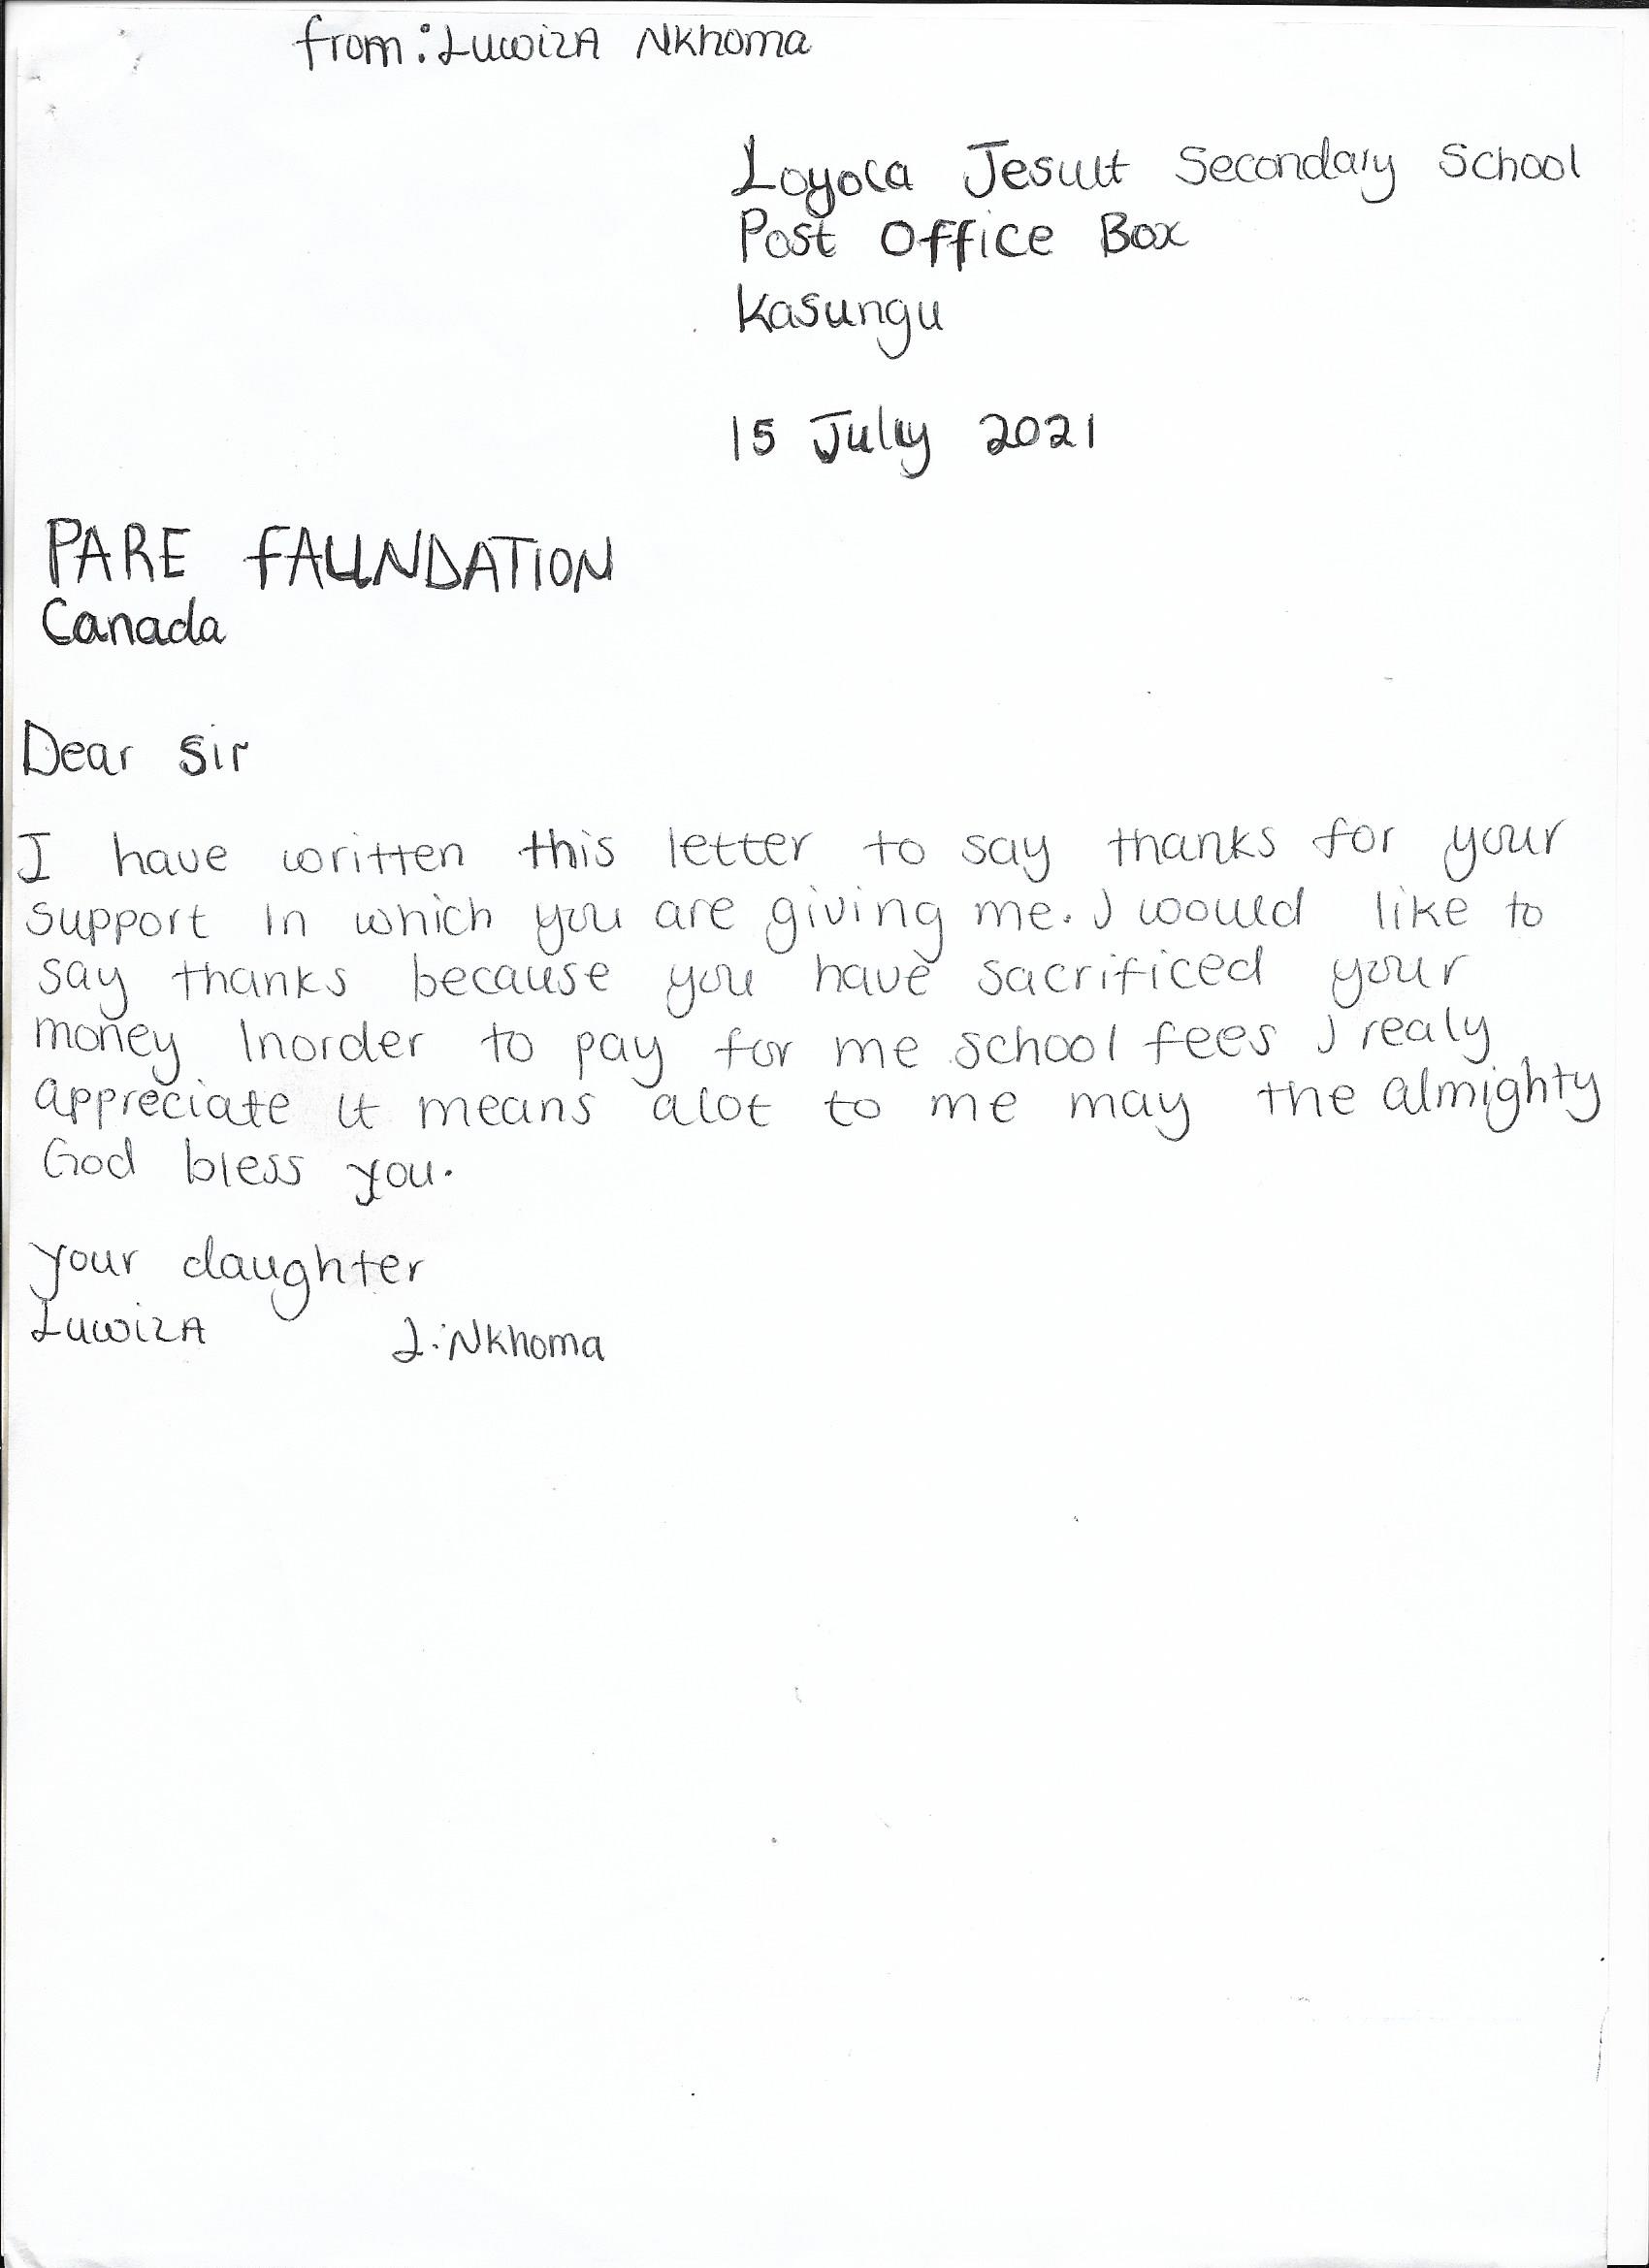 from: LuwizA Nkhoma
Loyola Jesuit Secondary School
Post Office Box
Kasungu
15 July 2021
PARE FAUNDATION
Canada
Dear Sir
I have written this letter to say thanks for your
support in which you are giving me. I woould like to
say thanks because you have sacrificed your
money Inorder to pay for me school fees I realy
appreciate it means alot to me may the almighty
God bless you.
your daughter
LuwizA L. Nkhoma